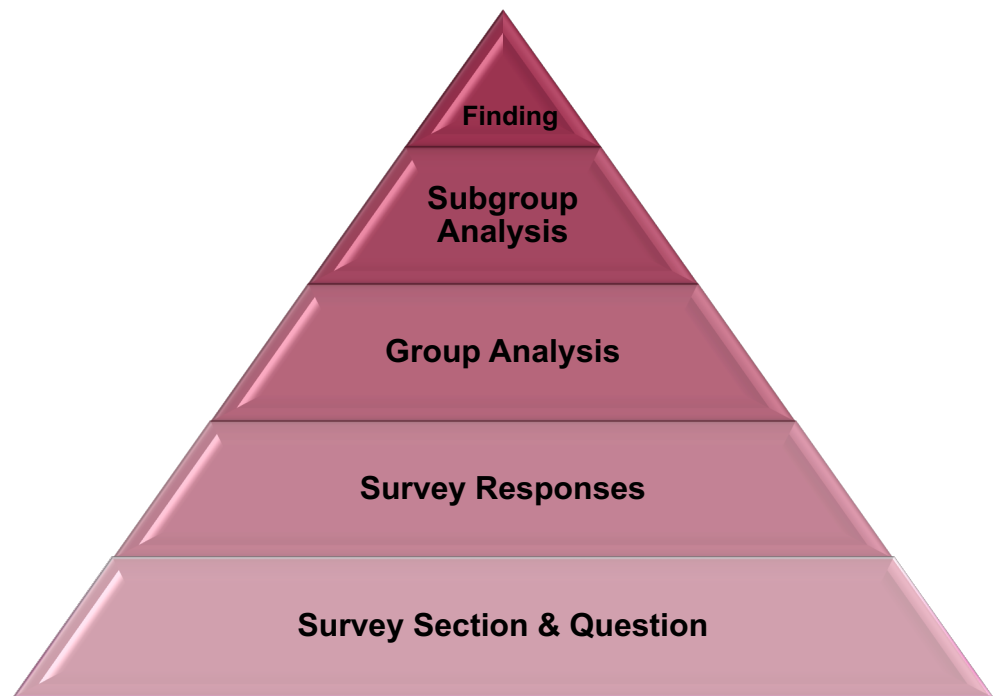 Finding
Subgroup
Analysis
Group Analysis
Survey Responses
Survey Section & Question